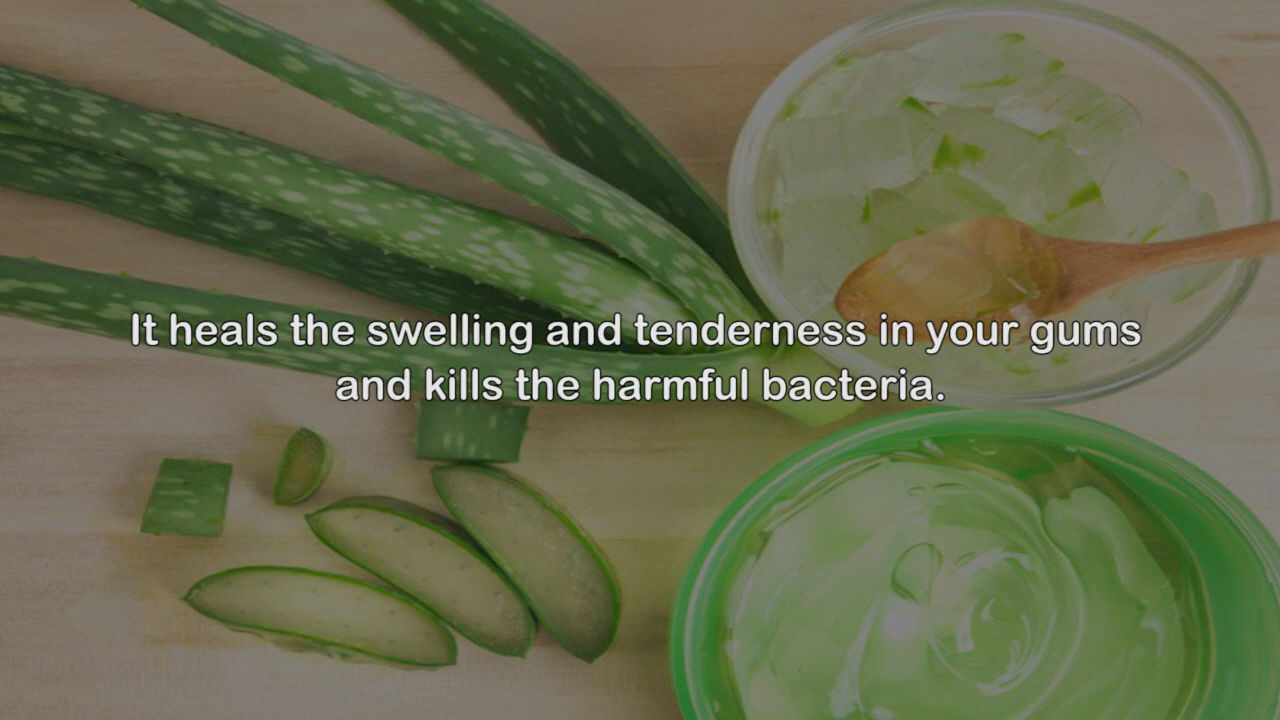 It heals the swelling and tenderness in your gums
and kills the harmful bacteria.